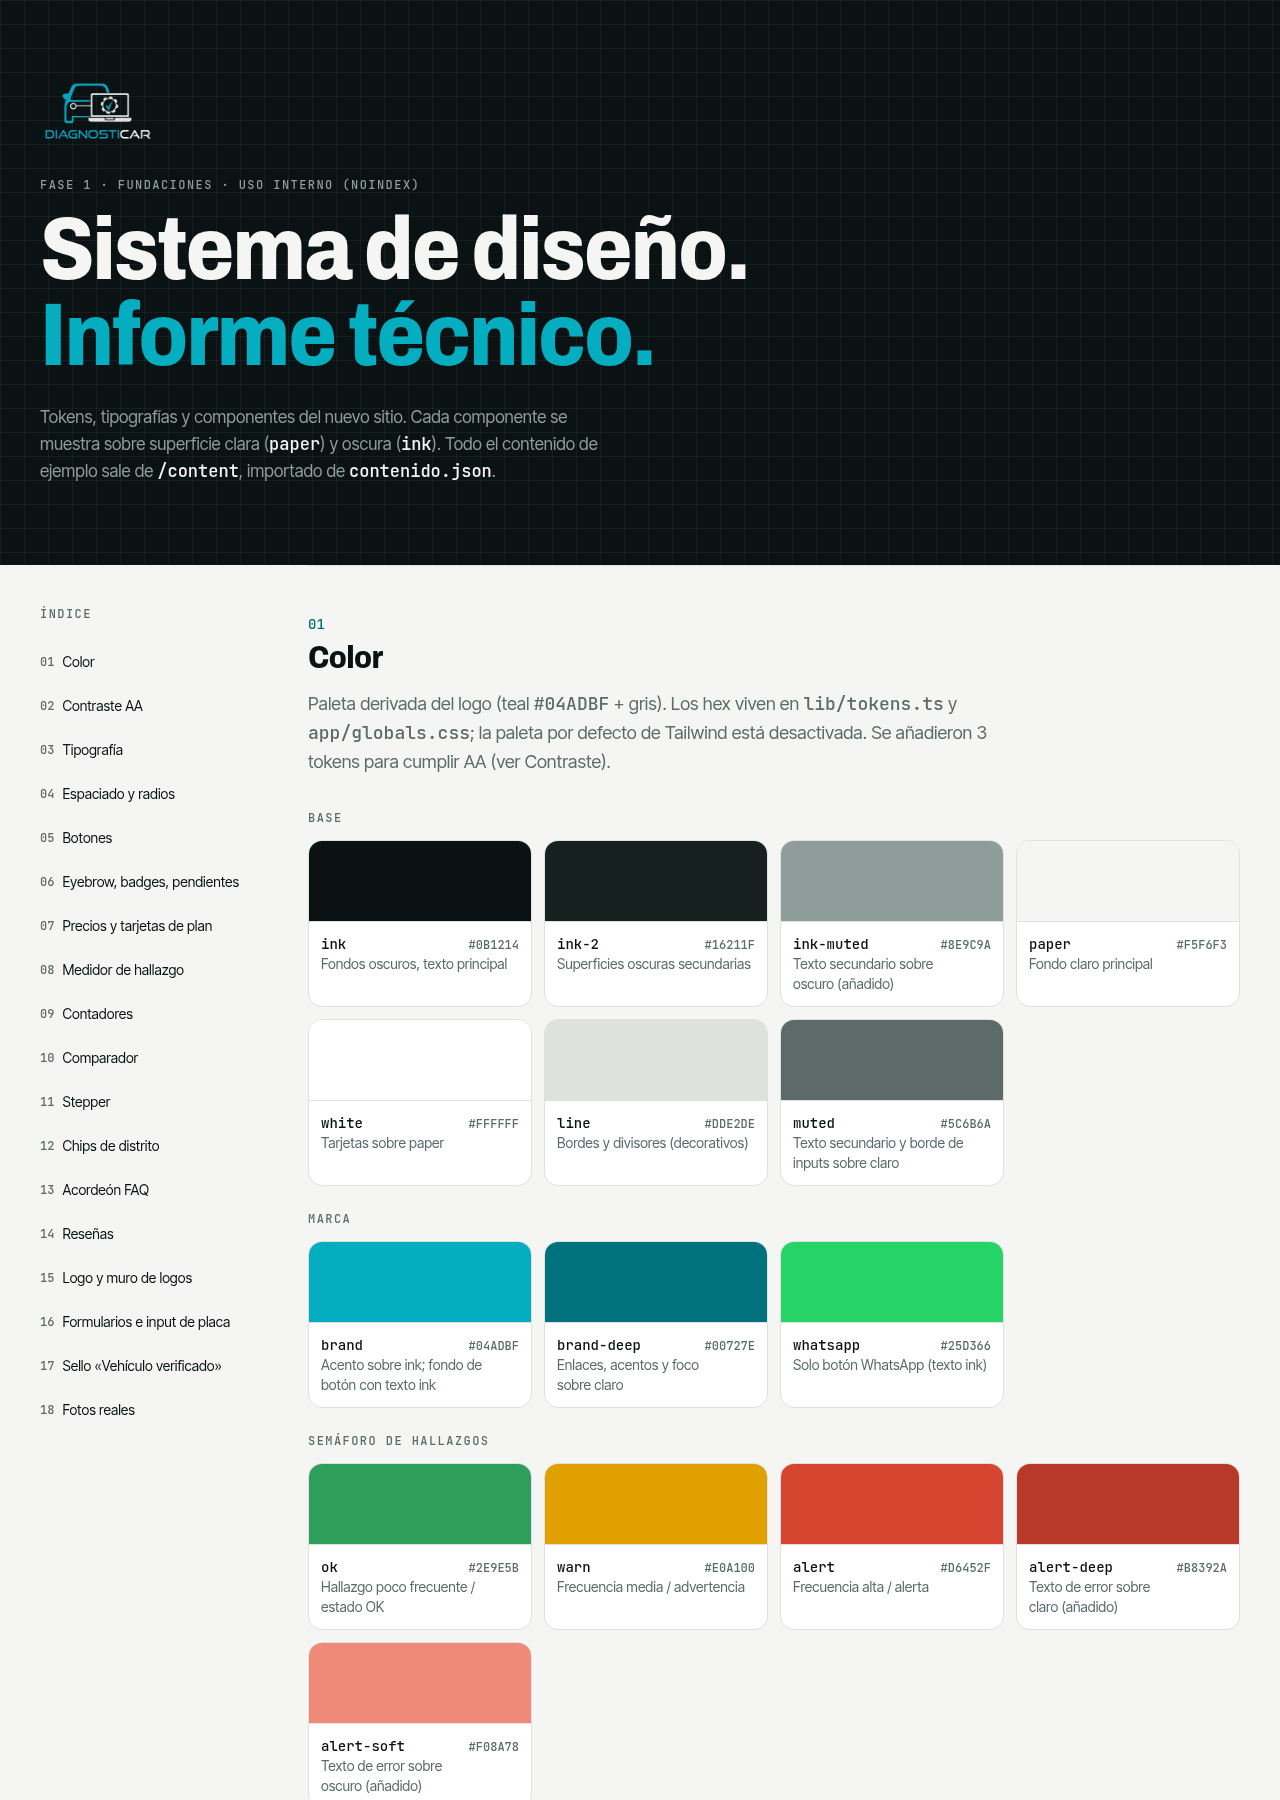 DIAGNOSTICAR
FASE 1 · FUNDACIONES · USO INTERNO (NOINDEX)
Sistema de diseño.
Informe técnico.
Tokens, tipografías y componentes del nuevo sitio. Cada componente se
muestra sobre superficie clara (paper) y oscura (ink). Todo el contenido de
ejemplo sale de /content, importado de contenido.json.
ÍNDICE
01 Color
02 Contraste AA
03 Tipografía
04 Espaciado y radios
05 Botones
06 Eyebrow, badges, pendientes
07 Precios y tarjetas de plan
08 Medidor de hallazgo
09 Contadores
10 Comparador
11 Stepper
12 Chips de distrito
13 Acordeón FAQ
14 Reseñas
15 Logo y muro de logos
16 Formularios e input de placa
17 Sello «Vehículo verificado»
18 Fotos reales
01
Color
Paleta derivada del logo (teal #04ADBF + gris). Los hex viven en lib/tokens.ts y
app/globals.css; la paleta por defecto de Tailwind está desactivada. Se añadieron 3
tokens para cumplir AA (ver Contraste).
BASE
ink #0B1214
Fondos oscuros, texto principal
ink-2 #16211F
Superficies oscuras secundarias
ink-muted #8E9C9A
Texto secundario sobre
oscuro (añadido)
paper #F5F6F3
Fondo claro principal
white #FFFFFF
Tarjetas sobre paper
line #DDE2DE
Bordes y divisores (decorativos)
muted #5C6B6A
Texto secundario y borde de
inputs sobre claro
MARCA
brand #04ADBF
Acento sobre ink; fondo de
botón con texto ink
brand-deep #00727E
Enlaces, acentos y foco
sobre claro
whatsapp #25D366
Solo botón WhatsApp (texto ink)
SEMÁFORO DE HALLAZGOS
ok #2E9E5B
Hallazgo poco frecuente /
estado OK
warn #E0A100
Frecuencia media / advertencia
alert #D6452F
Frecuencia alta / alerta
alert-deep #B8392A
Texto de error sobre
claro (añadido)
alert-soft #F08A78
Texto de error sobre
oscuro (añadido)